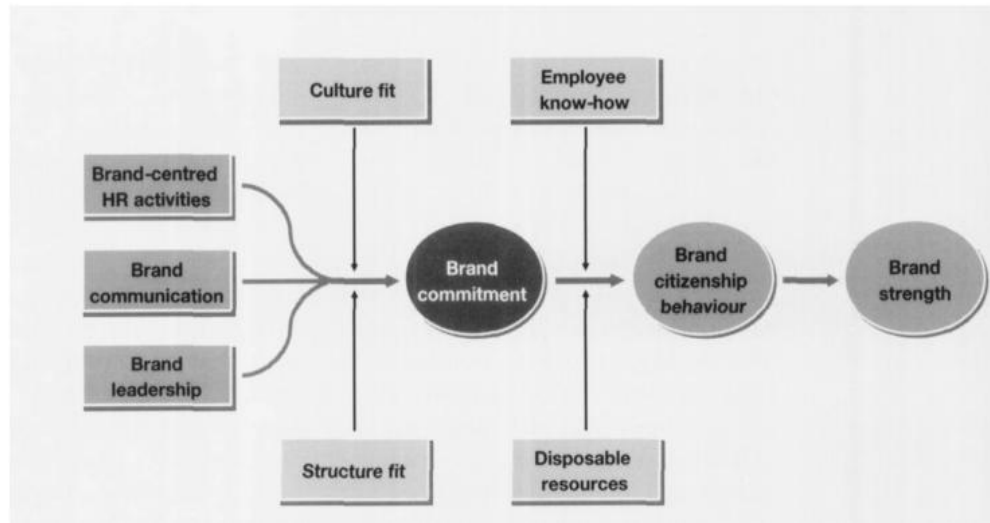 Culture fit
Employee
know-how
Brand-centred
HR activities
Brand
communication
Brand
leadership
Brand
commitment
Brand
citizenship
behaviour
Brand
strength
Structure fit
Disposable
resources